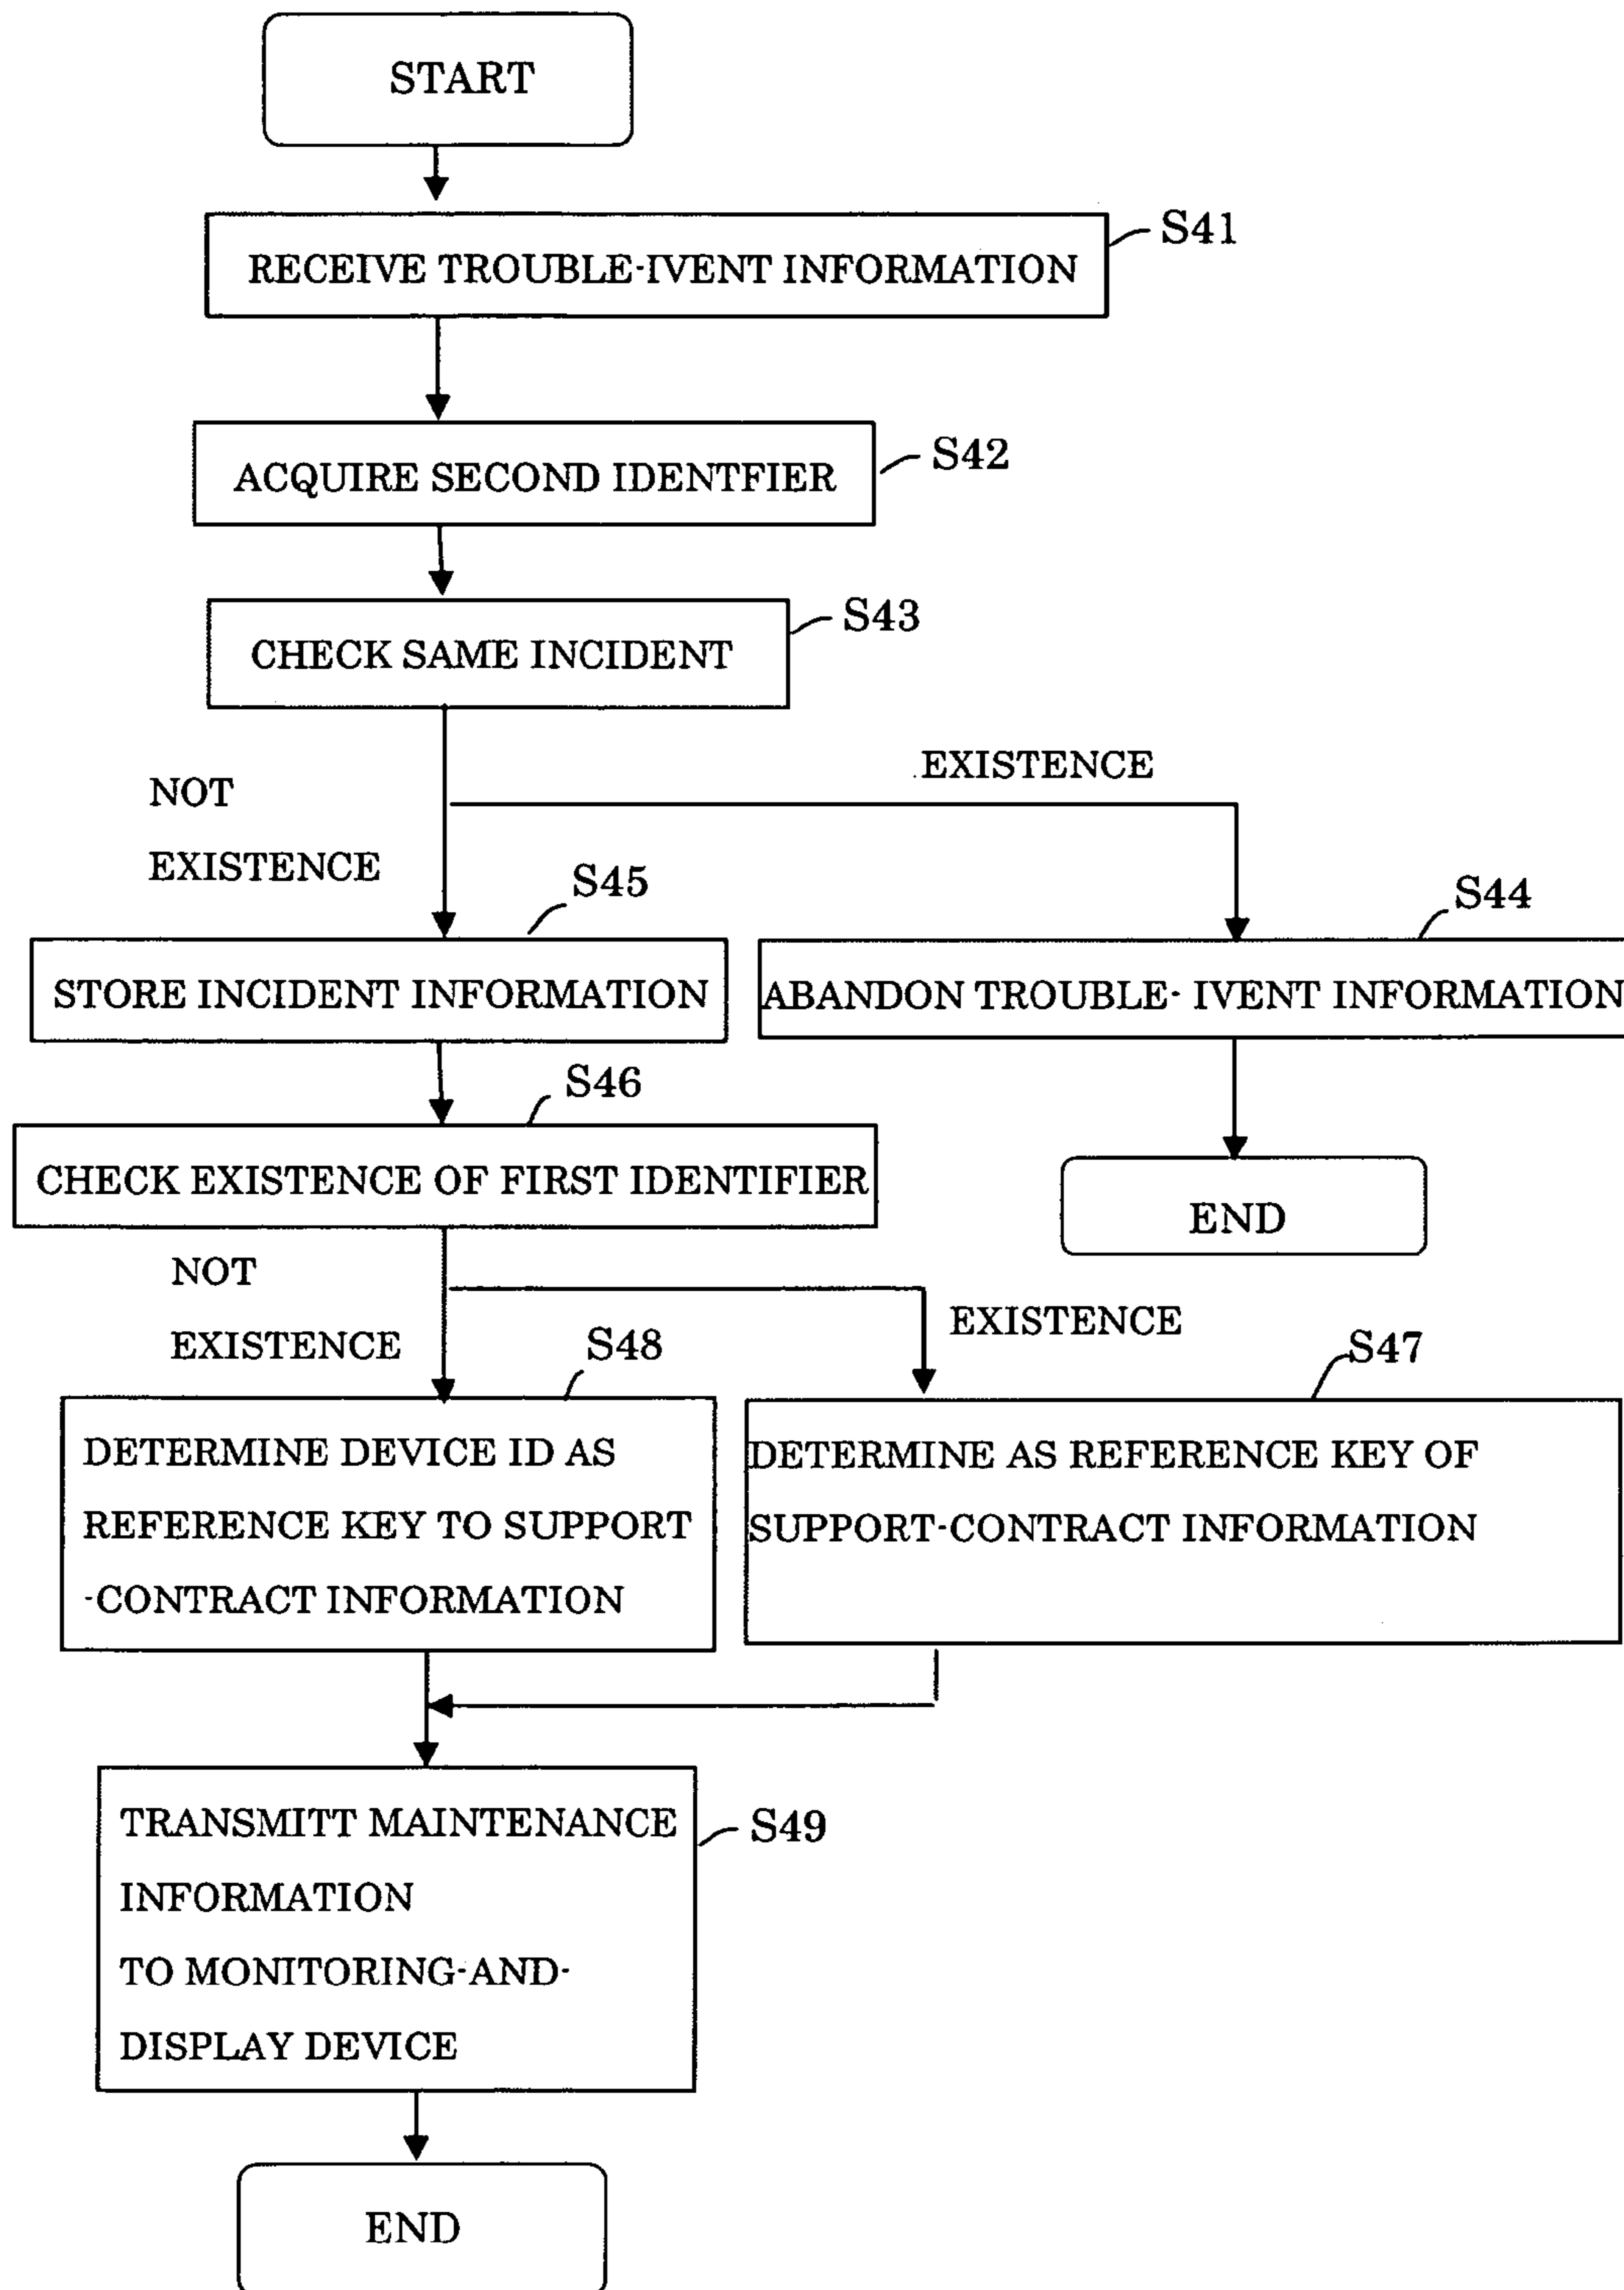 START
S41
RECEIVE TROUBLE-IVENT INFORMATION
S42
ACQUIRE SECOND IDENTFIER
S43
CHECK SAME INCIDENT
EXISTENCE
NOT
EXISTENCE
S45
S44
STORE INCIDENT INFORMATION
ABANDON TROUBLE- IVENT INFORMATION
S46
CHECK EXISTENCE OF FIRST IDENTIFIER
END
NOT
EXISTENCE
EXISTENCE
S48
S47
DETERMINE DEVICE ID AS
REFERENCE KEY TO SUPPORT
-CONTRACT INFORMATION
DETERMINE AS REFERENCE KEY OF
SUPPORT-CONTRACT INFORMATION
TRANSMITT MAINTENANCE
INFORMATION
TO MONITORING-AND-
DISPLAY DEVICE
S49
END